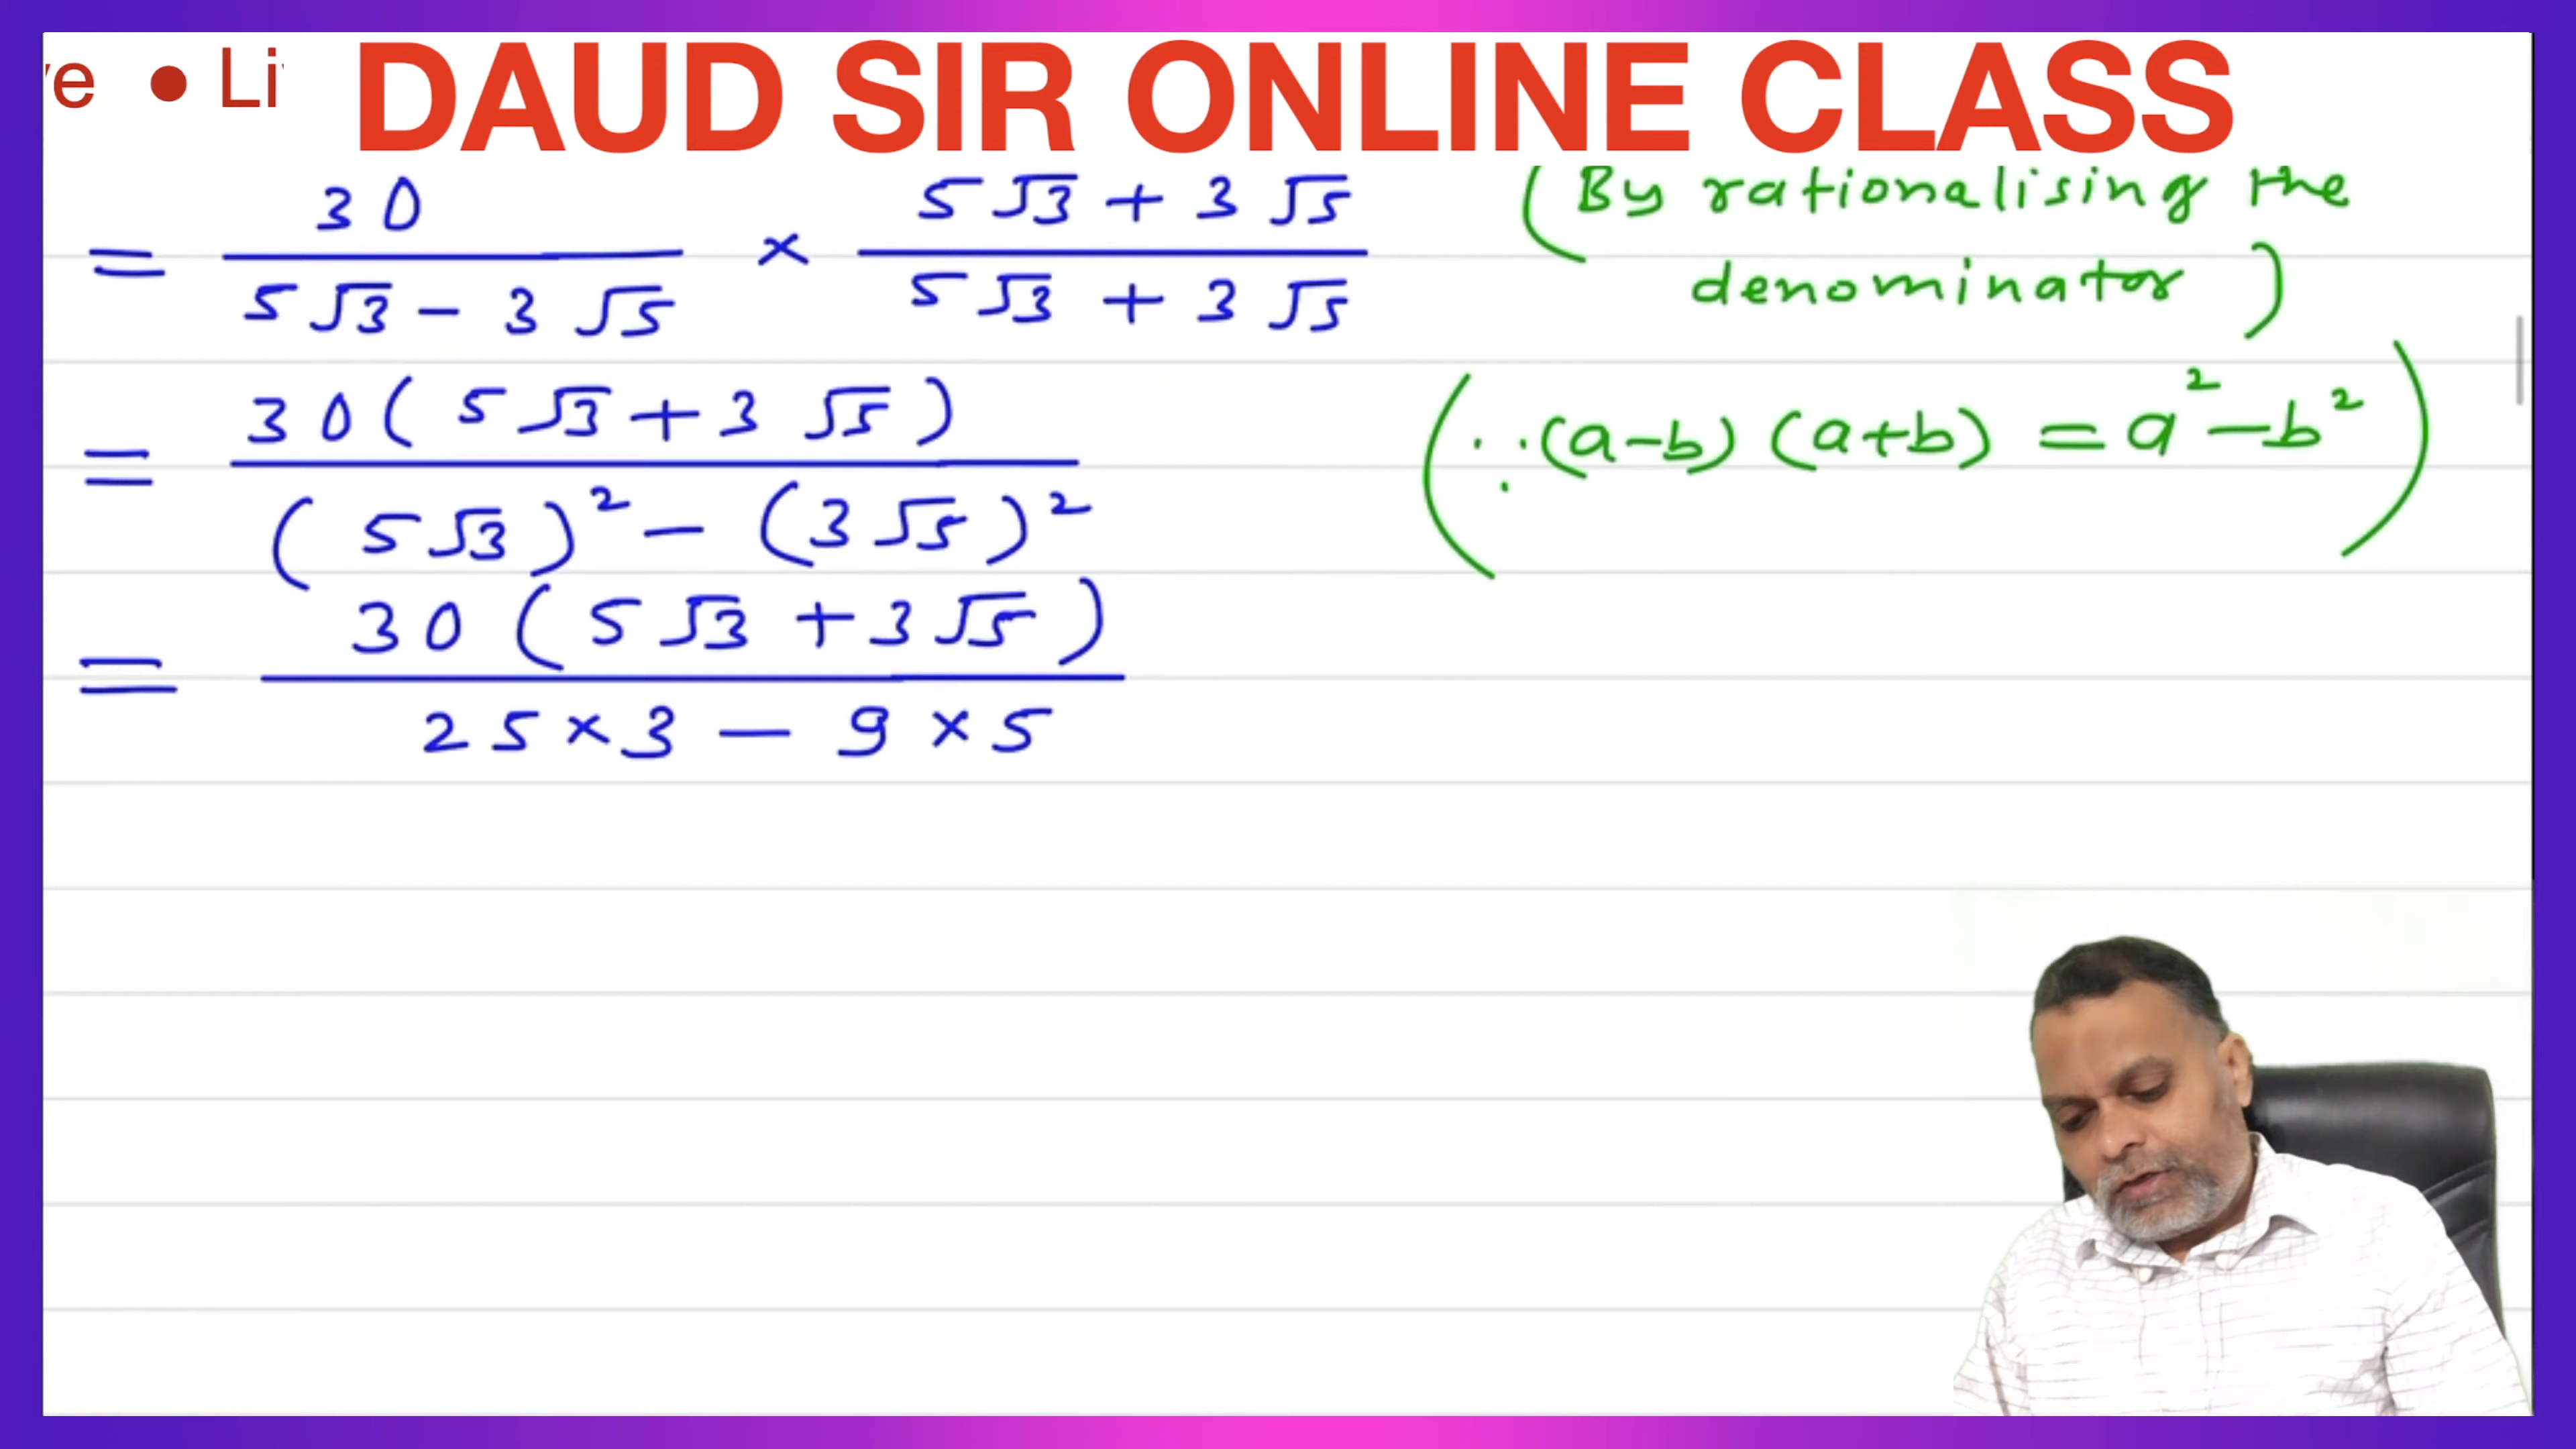 ve • Li
DAUD SIR ONLINE CLASS
= 30 / (5√3 - 3√5) × (5√3 + 3√5) / (5√3 + 3√5)
(By rationalising the
denominator)
= 30(5√3 + 3√5) / ((5√3)² - (3√5)²)
(∵ (a-b) (a+b) = a² - b²)
= 30(5√3 + 3√5) / (25×3 - 9×5)